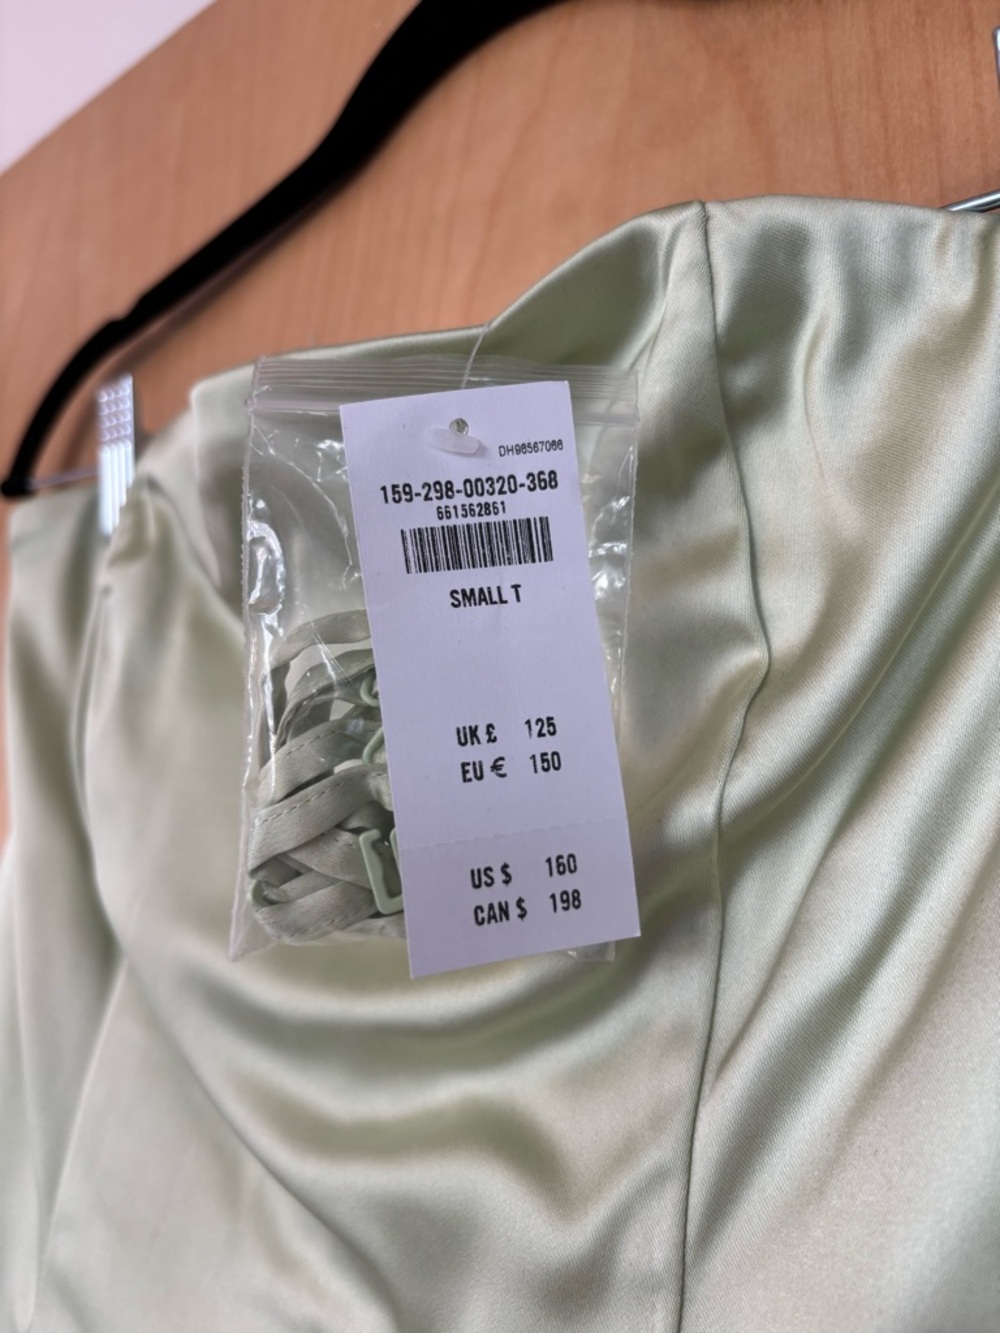 DH98567066
159-298-00320-368
661562861
SMALL T
UK £ 125
EU € 150
US $ 160
CAN $ 198